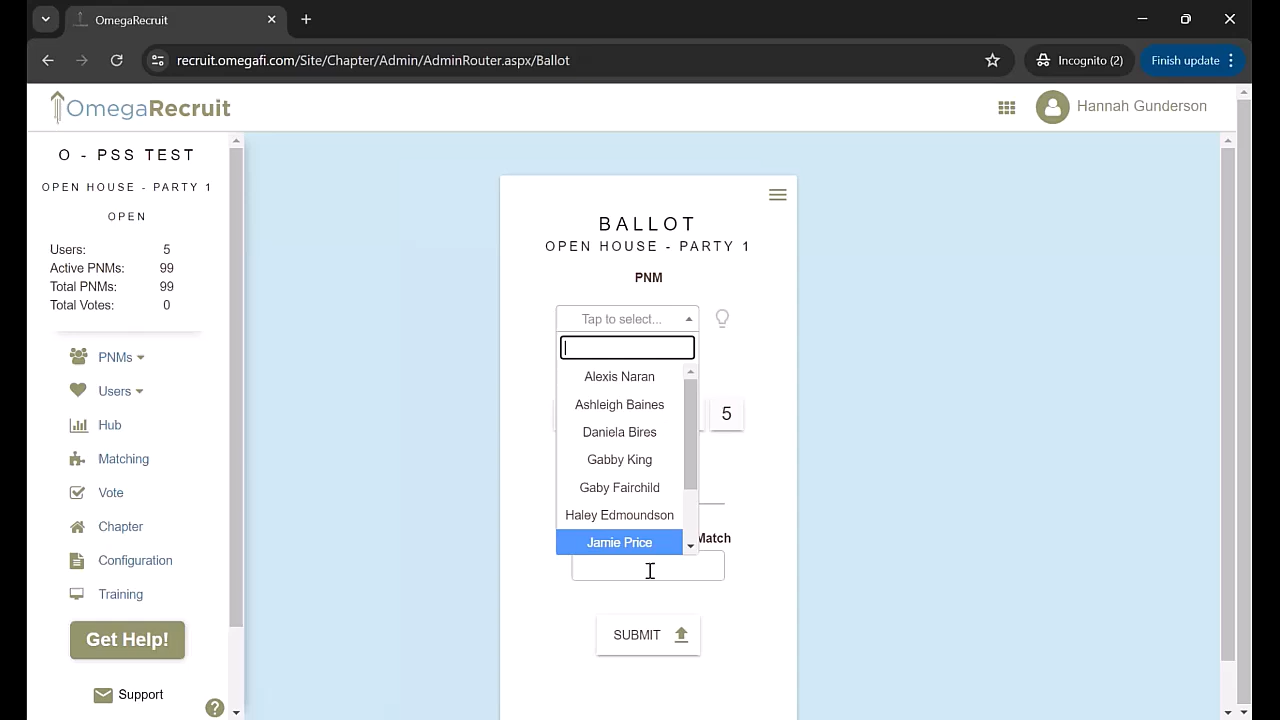 OmegaRecruit
recruit.omegafi.com/Site/Chapter/Admin/AdminRouter.aspx/Ballot
Incognito (2)
Finish update
OmegaRecruit
Hannah Gunderson
O - PSS TEST
OPEN HOUSE - PARTY 1
OPEN
Users: 5
Active PNMs: 99
Total PNMs: 99
Total Votes: 0
PNMs
Users
Hub
Matching
Vote
Chapter
Configuration
Training
Get Help!
Support
?
BALLOT
OPEN HOUSE - PARTY 1
PNM
Tap to select...
Alexis Naran
Ashleigh Baines
Daniela Bires
Gabby King
Gaby Fairchild
Haley Edmoundson
Jamie Price
5
Match
SUBMIT